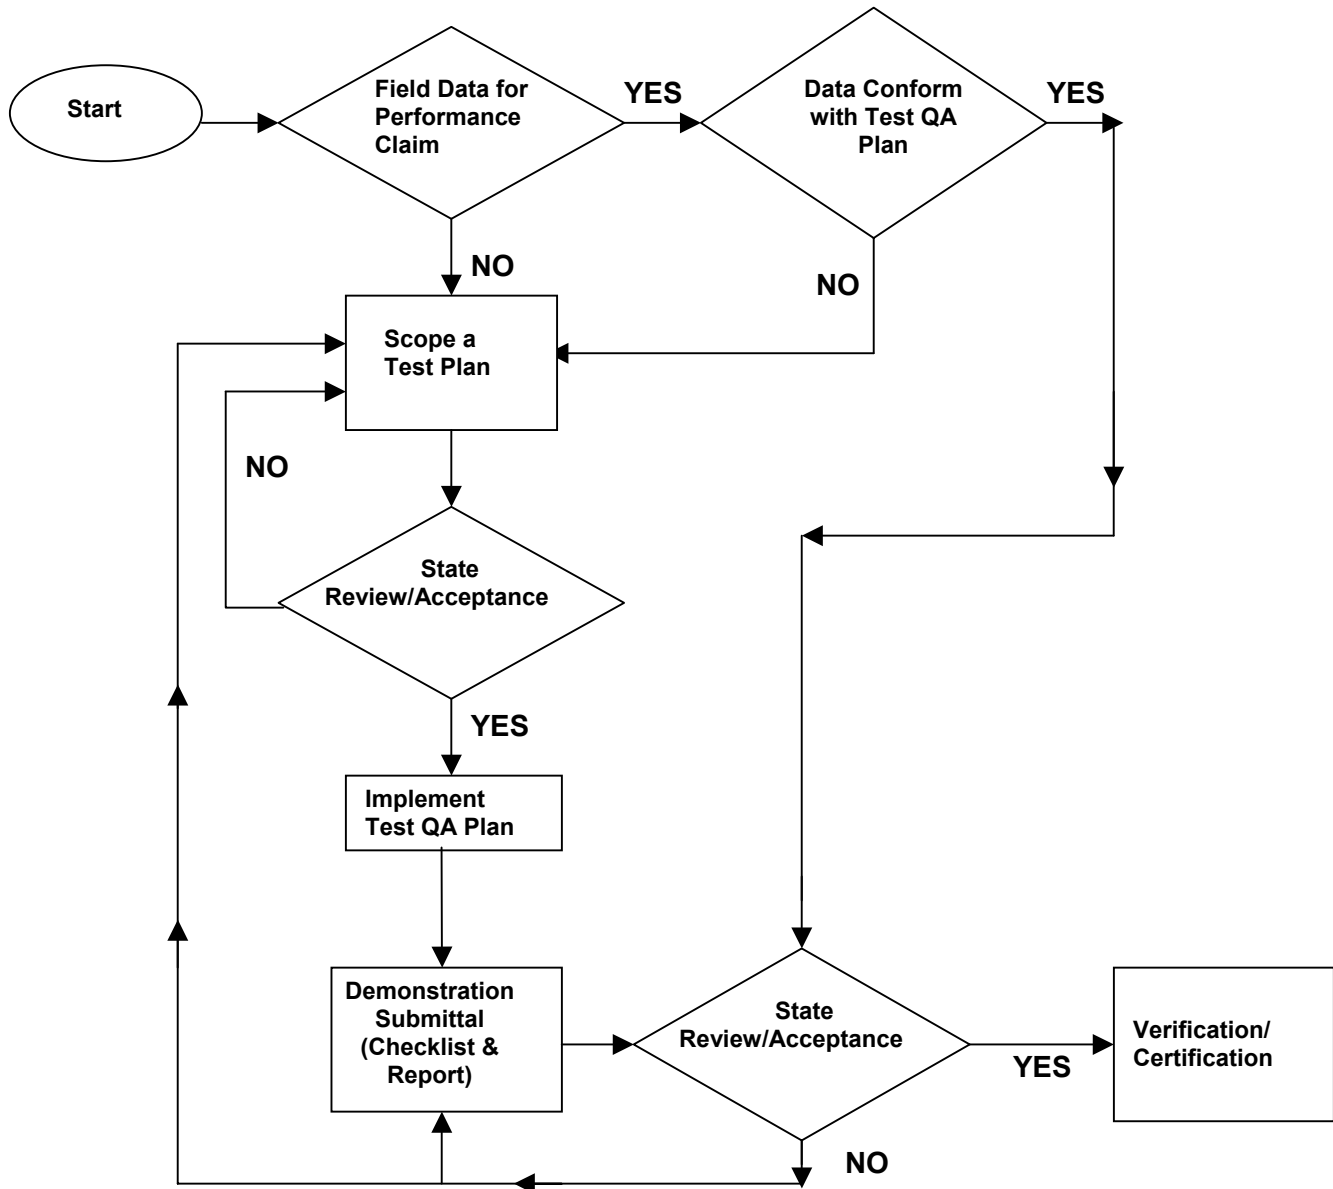 Start
Field Data for
Performance
Claim
YES
Data Conform
with Test QA
Plan
YES
NO
NO
Scope a
Test Plan
NO
State
Review/Acceptance
YES
Implement
Test QA Plan
Demonstration
Submittal
(Checklist &
Report)
State
Review/Acceptance
YES
Verification/
Certification
NO